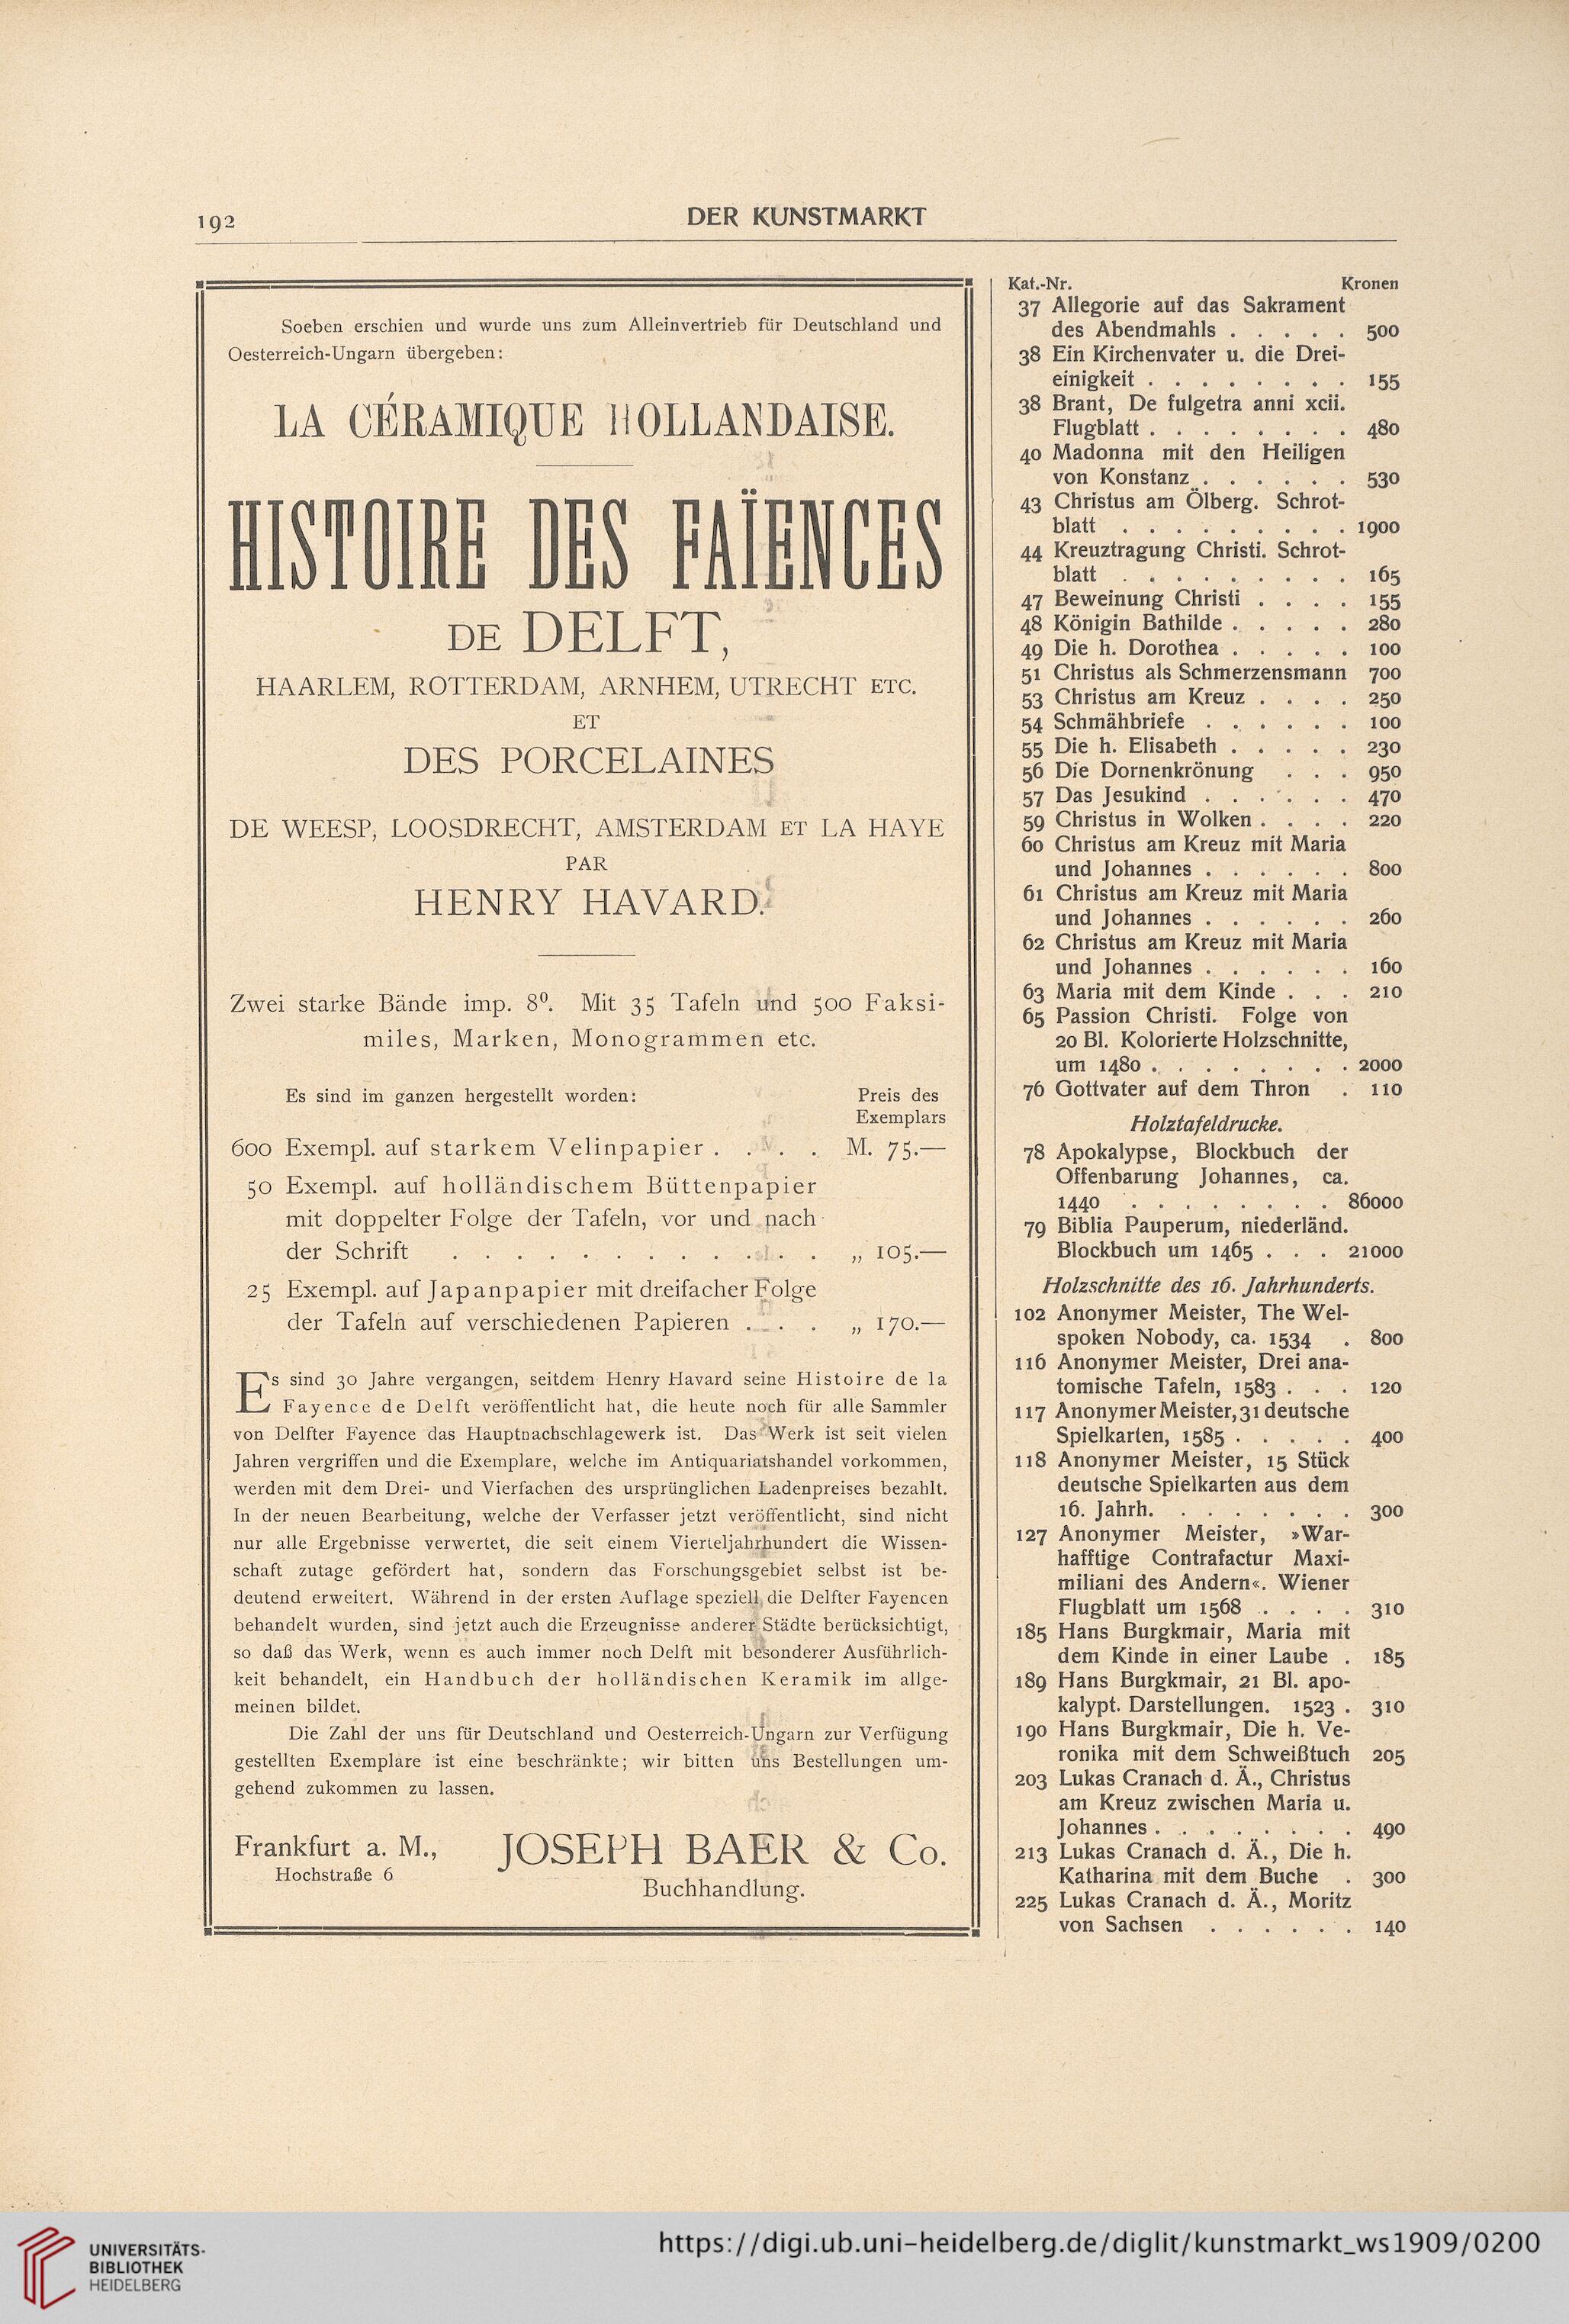 192
DER KUNSTMARKT
Soeben erschien und wurde uns zum Alleinvertrieb für Deutschland und
Oesterreich-Ungarn übergeben:
LA CÉRAMIQUE HOLLANDAISE.
HISTOIRE DES FAÏENCES
DE DELFT,
HAARLEM, ROTTERDAM, ARNHEM, UTRECHT ETC.
ET
DES PORCELAINES
DE WEESP, LOOSDRECHT, AMSTERDAM ET LA HAYE
PAR
HENRY HAVARD.
Zwei starke Bände imp. 8⁰. Mit 35 Tafeln und 500 Faksi-
miles, Marken, Monogrammen etc.
Es sind im ganzen hergestellt worden: Preis des
Exemplars
600 Exempl. auf starkem Velinpapier . . . . M. 75.—
50 Exempl. auf holländischem Büttenpapier
mit doppelter Folge der Tafeln, vor und nach
der Schrift . . . . . . . . . . . . „ 105.—
25 Exempl. auf Japanpapier mit dreifacher Folge
der Tafeln auf verschiedenen Papieren . . . „ 170.—
Es sind 30 Jahre vergangen, seitdem Henry Havard seine Histoire de la
Fayence de Delft veröffentlicht hat, die heute noch für alle Sammler
von Delfter Fayence das Hauptnachschlagewerk ist. Das Werk ist seit vielen
Jahren vergriffen und die Exemplare, welche im Antiquariatshandel vorkommen,
werden mit dem Drei- und Vierfachen des ursprünglichen Ladenpreises bezahlt.
In der neuen Bearbeitung, welche der Verfasser jetzt veröffentlicht, sind nicht
nur alle Ergebnisse verwertet, die seit einem Vierteljahrhundert die Wissen-
schaft zutage gefördert hat, sondern das Forschungsgebiet selbst ist be-
deutend erweitert. Während in der ersten Auflage speziell die Delfter Fayencen
behandelt wurden, sind jetzt auch die Erzeugnisse anderer Städte berücksichtigt,
so daß das Werk, wenn es auch immer noch Delft mit besonderer Ausführlich-
keit behandelt, ein Handbuch der holländischen Keramik im allge-
meinen bildet.
Die Zahl der uns für Deutschland und Oesterreich-Ungarn zur Verfügung
gestellten Exemplare ist eine beschränkte; wir bitten uns Bestellungen um-
gehend zukommen zu lassen.
Frankfurt a. M., JOSEPH BAER & Co.
Hochstraße 6
Buchhandlung.
Kat.-Nr. Kronen
37 Allegorie auf das Sakrament
des Abendmahls . . . . . 500
38 Ein Kirchenvater u. die Drei-
einigkeit . . . . . . . . 155
38 Brant, De fulgetra anni xcii.
Flugblatt . . . . . . . . 480
40 Madonna mit den Heiligen
von Konstanz . . . . . . 530
43 Christus am Ölberg. Schrot-
blatt . . . . . . . . . 1900
44 Kreuztragung Christi. Schrot-
blatt . . . . . . . . . 165
47 Beweinung Christi . . . . 155
48 Königin Bathilde . . . . . 280
49 Die h. Dorothea . . . . . 100
51 Christus als Schmerzensmann 700
53 Christus am Kreuz . . . . 250
54 Schmähbriefe . . . . . . 100
55 Die h. Elisabeth . . . . . 230
56 Die Dornenkrönung . . . 950
57 Das Jesukind . . . . . . 470
59 Christus in Wolken . . . . 220
60 Christus am Kreuz mit Maria
und Johannes . . . . . . 800
61 Christus am Kreuz mit Maria
und Johannes . . . . . . 260
62 Christus am Kreuz mit Maria
und Johannes . . . . . . 160
63 Maria mit dem Kinde . . . 210
65 Passion Christi. Folge von
20 Bl. Kolorierte Holzschnitte,
um 1480 . . . . . . . . 2000
76 Gottvater auf dem Thron . 110
Holztafeldrucke.
78 Apokalypse, Blockbuch der
Offenbarung Johannes, ca.
1440 . . . . . . . . 86000
79 Biblia Pauperum, niederländ.
Blockbuch um 1465 . . . 21000
Holzschnitte des 16. Jahrhunderts.
102 Anonymer Meister, The Wel-
spoken Nobody, ca. 1534 . 800
116 Anonymer Meister, Drei ana-
tomische Tafeln, 1583 . . . 120
117 Anonymer Meister, 31 deutsche
Spielkarten, 1585 . . . . . 400
118 Anonymer Meister, 15 Stück
deutsche Spielkarten aus dem
16. Jahrh. . . . . . . . . 300
127 Anonymer Meister, »War-
hafftige Contrafactur Maxi-
miliani des Andern«. Wiener
Flugblatt um 1568 . . . . 310
185 Hans Burgkmair, Maria mit
dem Kinde in einer Laube . 185
189 Hans Burgkmair, 21 Bl. apo-
kalypt. Darstellungen. 1523 . 310
190 Hans Burgkmair, Die h. Ve-
ronika mit dem Schweißtuch 205
203 Lukas Cranach d. Ä., Christus
am Kreuz zwischen Maria u.
Johannes . . . . . . . . 490
213 Lukas Cranach d. Ä., Die h.
Katharina mit dem Buche . 300
225 Lukas Cranach d. Ä., Moritz
von Sachsen . . . . . . 140
UNIVERSITÄTS-
BIBLIOTHEK
HEIDELBERG
https://digi.ub.uni-heidelberg.de/diglit/kunstmarkt_ws1909/0200